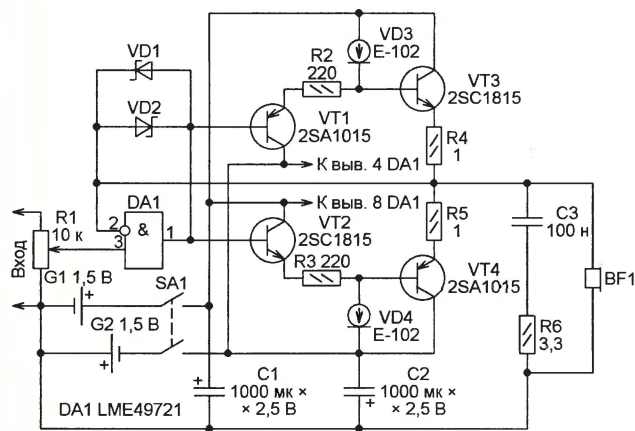 VD1
VD2
VD3
E-102
R2
220
VT1
2SA1015
VT3
2SC1815
R4
1
К выв. 4 DA1
К выв. 8 DA1
R1
10 к
Вход
DA1
2
3
&
1
VT2
2SC1815
R5
1
C3
100 н
R3 220
VT4
2SA1015
BF1
G1 1,5 В
+
SA1
G2 1,5 В
+
VD4
E-102
R6
3,3
+
C1
1000 мк ×
× 2,5 В
C2
1000 мк ×
× 2,5 В
+
DA1 LME49721